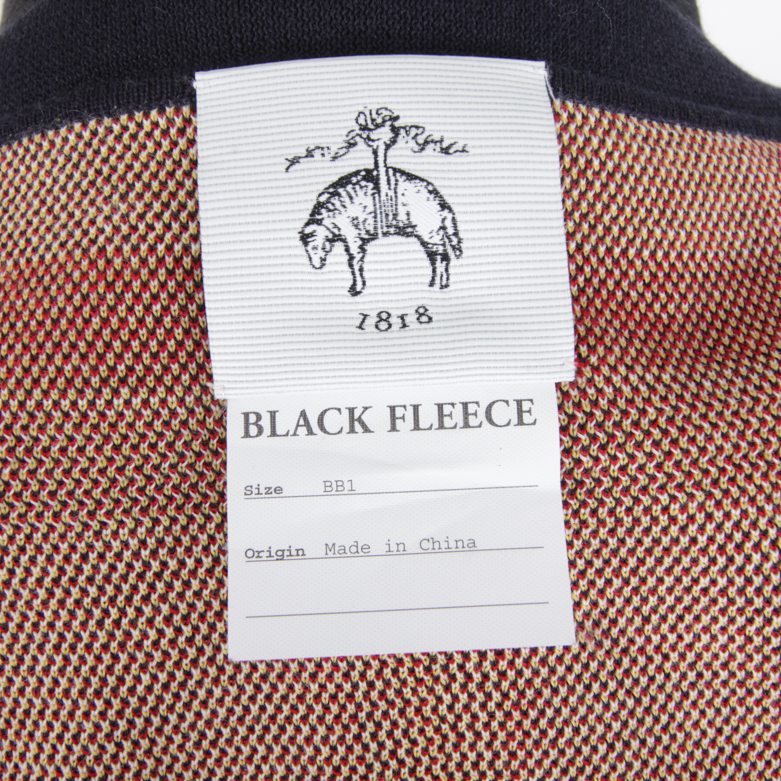 1818
BLACK FLEECE
Size BB1
Origin Made in China